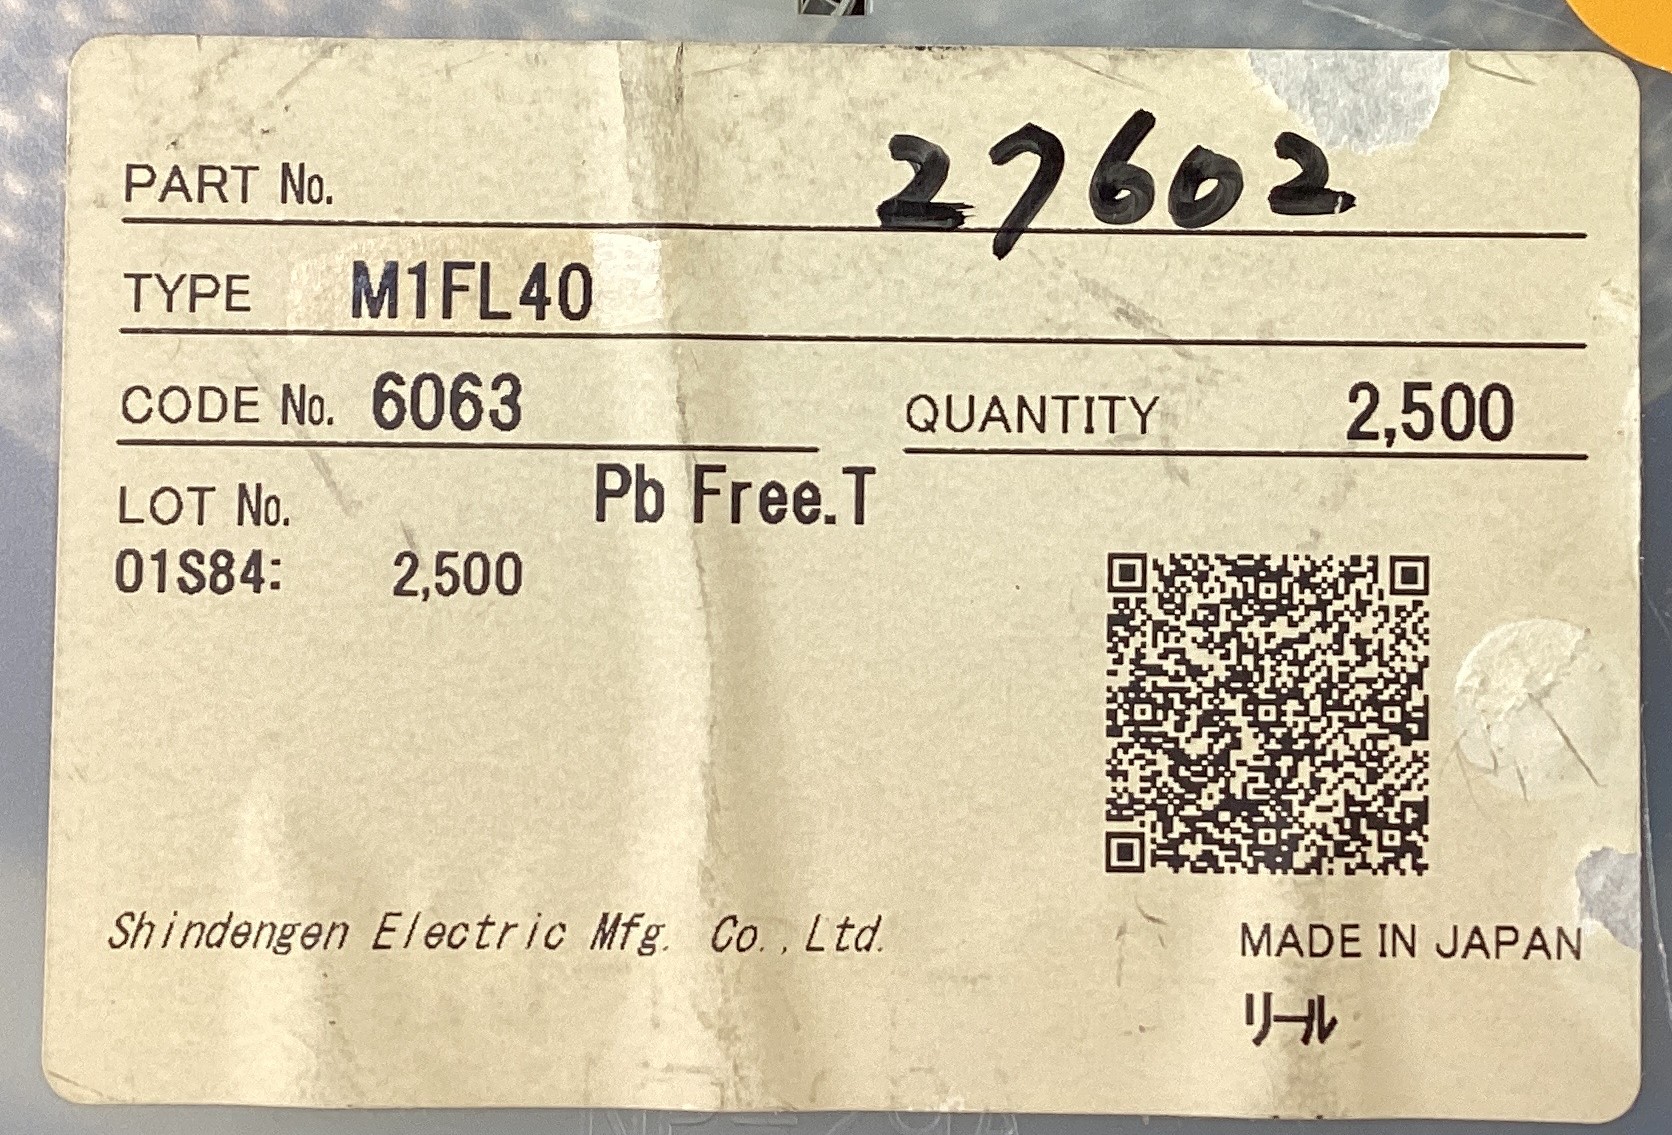 PART No. 27602
TYPE M1FL40
CODE No. 6063 QUANTITY 2,500
LOT No. Pb Free.T
01S84: 2,500
Shindengen Electric Mfg. Co.,Ltd.
MADE IN JAPAN
リール